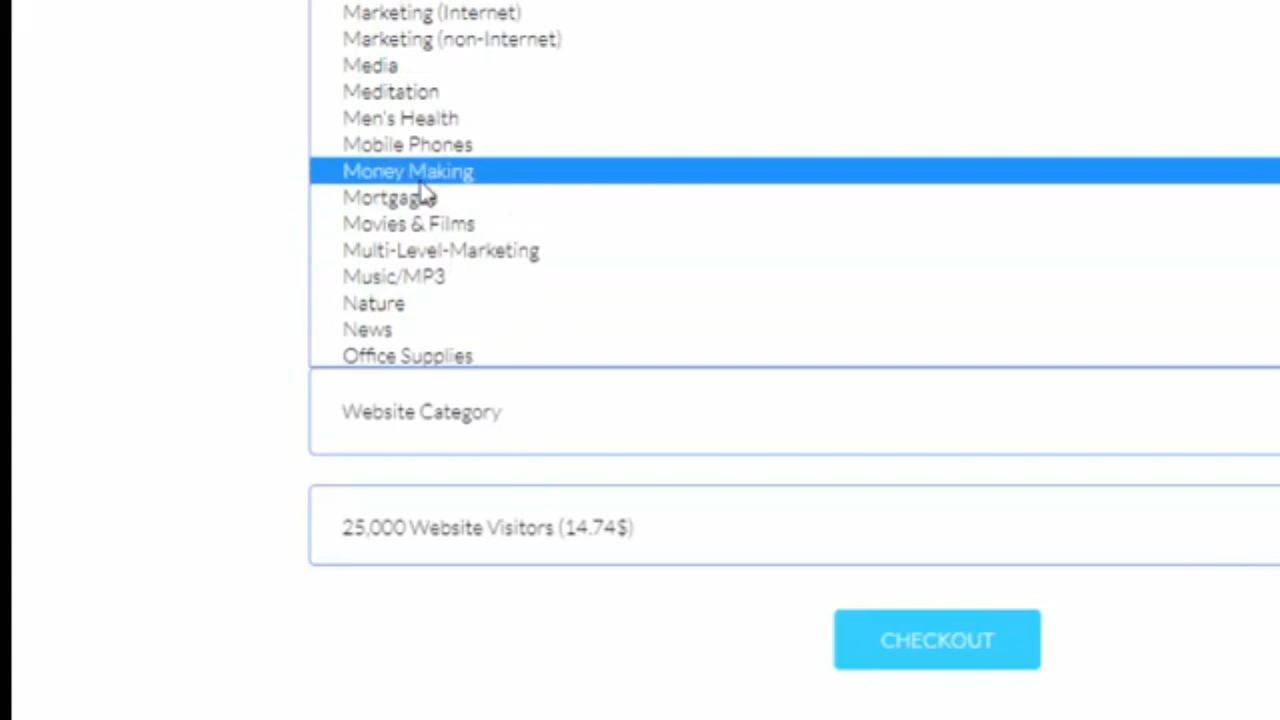 Marketing (Internet)
Marketing (non-Internet)
Media
Meditation
Men's Health
Mobile Phones
Money Making
Mortgage
Movies & Films
Multi-Level-Marketing
Music/MP3
Nature
News
Office Supplies
Website Category
25,000 Website Visitors (14.74$)
CHECKOUT